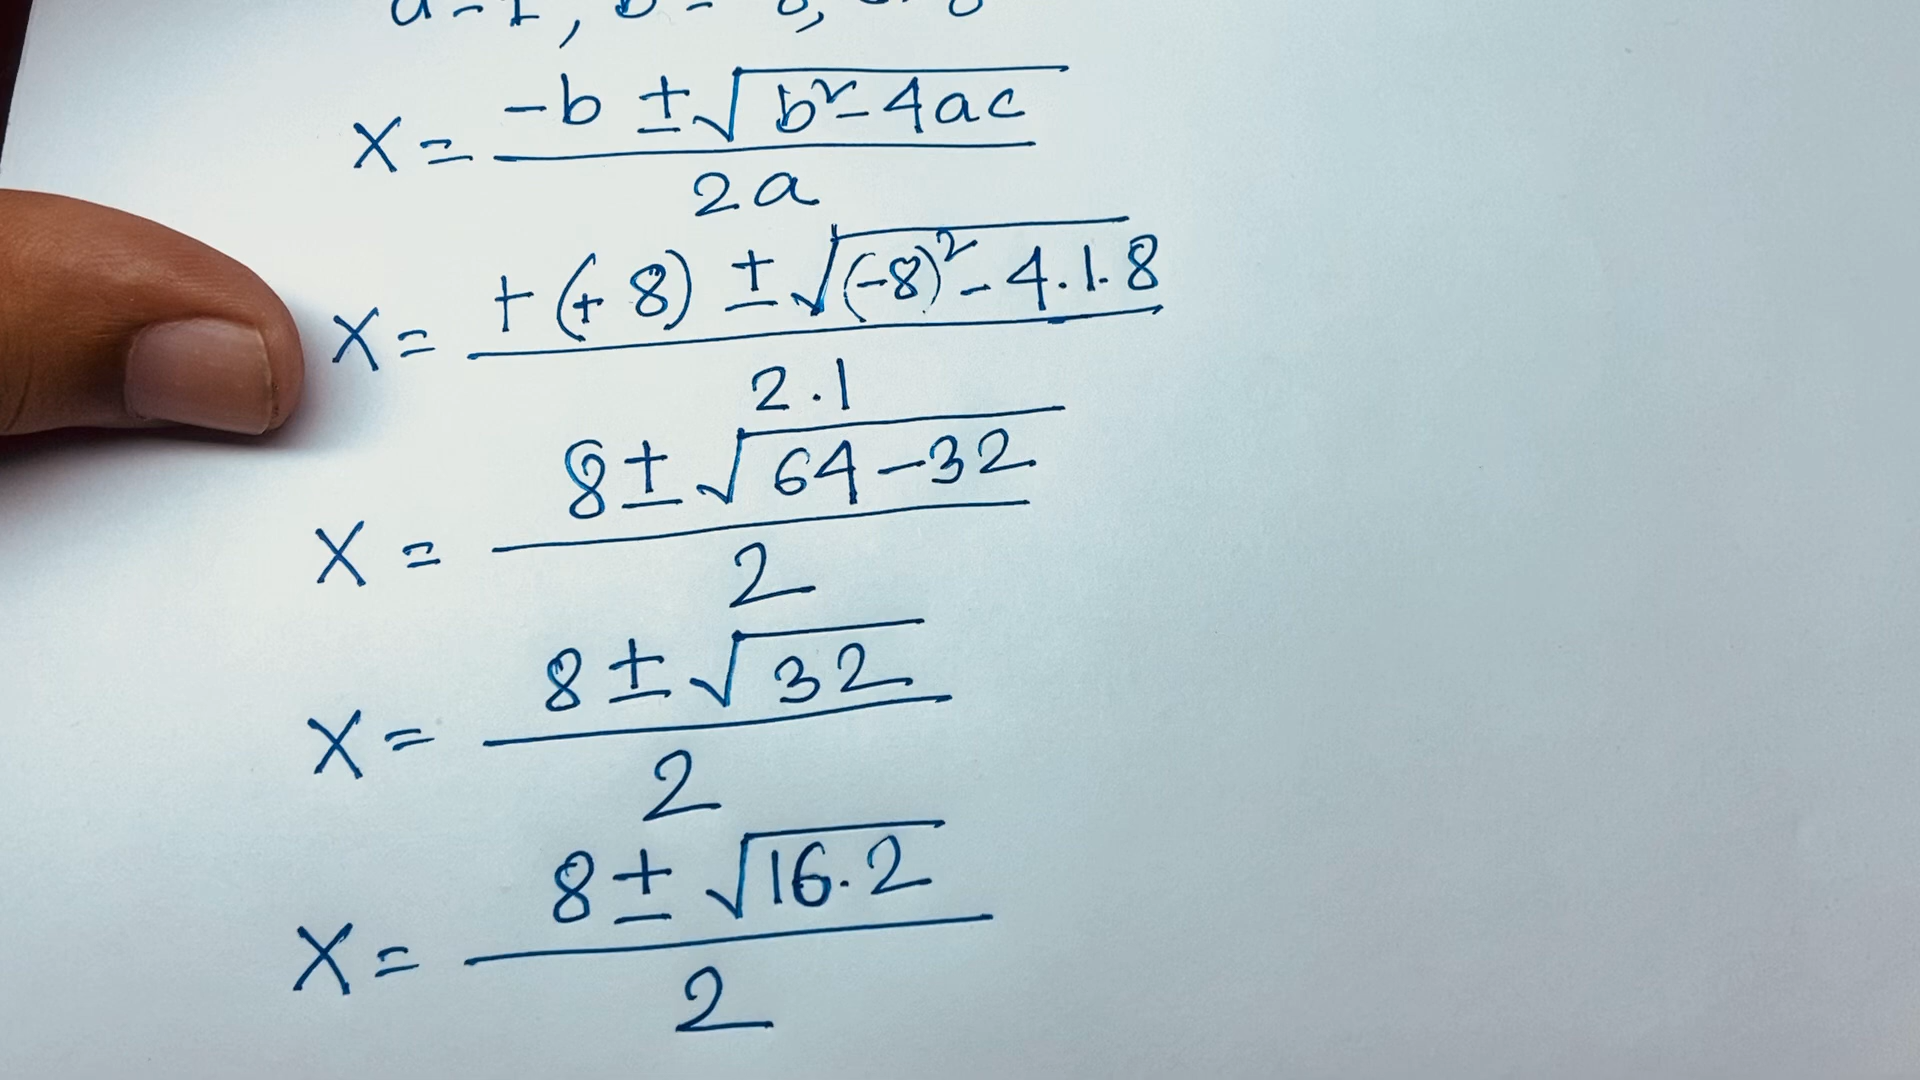 x = (-b ± √(b² - 4ac)) / 2a
x = (+(+8) ± √((-8)² - 4.1.8)) / 2.1
x = (8 ± √(64 - 32)) / 2
x = (8 ± √32) / 2
x = (8 ± √(16.2)) / 2